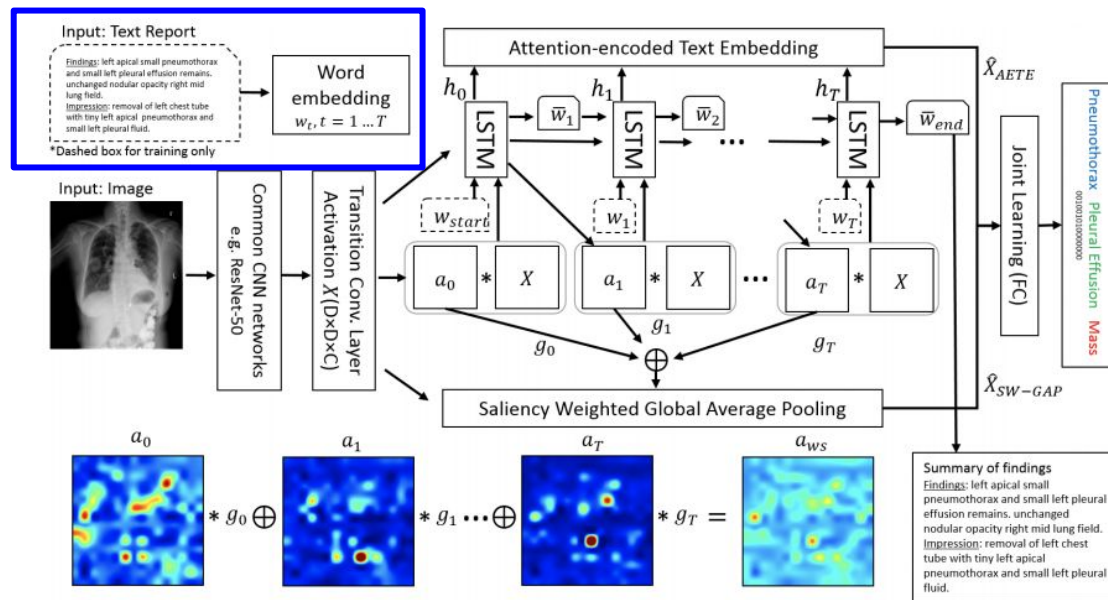 Input: Text Report
Findings: left apical small pneumothorax
and small left pleural effusion remains.
unchanged nodular opacity right mid
lung field.
Impression: removal of left chest tube
with tiny left apical pneumothorax and
small left pleural fluid.
*Dashed box for training only
Word
embedding
w_t, t = 1 ... T
Input: Image
Common CNN networks
e.g. ResNet-50
Transition Conv. Layer
Activation X(D×D×C)
Attention-encoded Text Embedding
h_0
h_1
h_T
LSTM
w̅_1
LSTM
w̅_2
...
LSTM
w̅_end
w_start
w_1
w_T
a_0 * X
a_1 * X
...
a_T * X
g_0
g_1
g_T
⊕
Saliency Weighted Global Average Pooling
X̂_AETE
X̂_SW-GAP
Joint Learning (FC)
Pneumothorax Pleural Effusion Mass
a_0
a_1
a_T
a_ws
* g_0 ⊕ * g_1 ... ⊕ * g_T =
Summary of findings
Findings: left apical small
pneumothorax and small left pleural
effusion remains. unchanged
nodular opacity right mid lung field.
Impression: removal of left chest
tube with tiny left apical
pneumothorax and small left pleural
fluid.